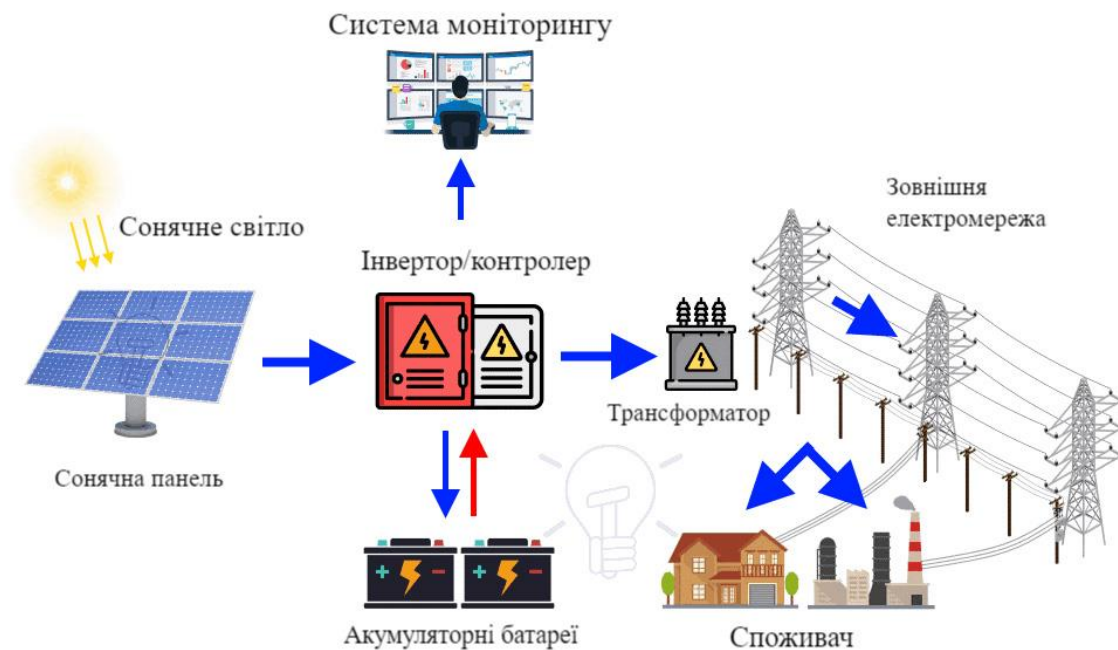 Система моніторингу
Сонячне світло
Зовнішня
електромережа
Інвертор/контролер
Трансформатор
Сонячна панель
Акумуляторні батареї
Споживач